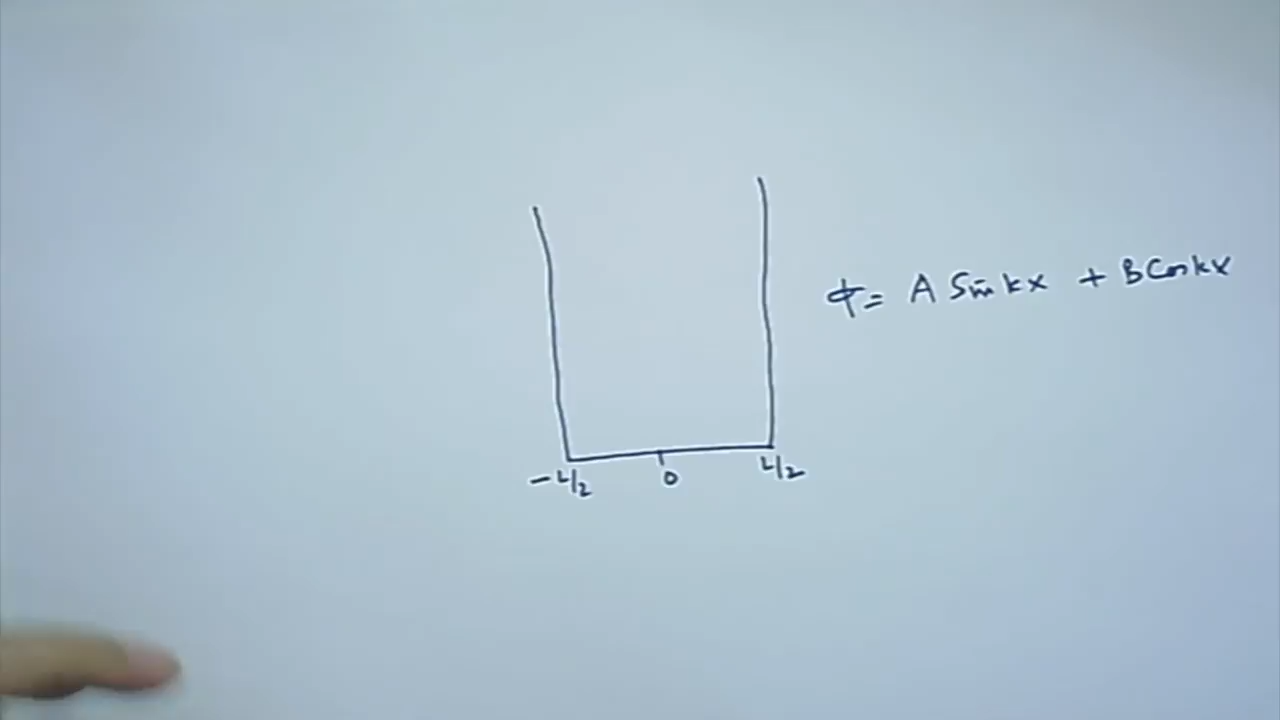 ϕ = A Sin kx + B Cos kx
-L/2 0 L/2